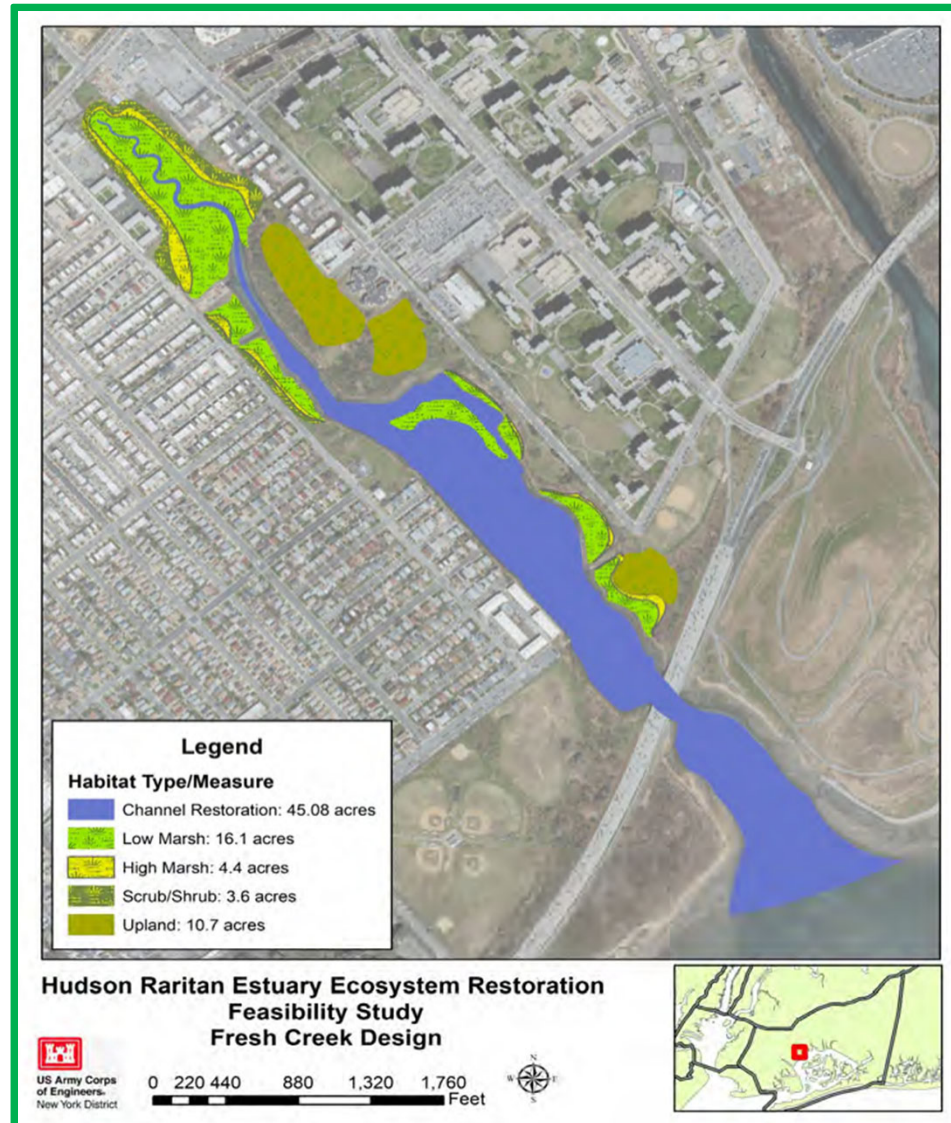 Legend
Habitat Type/Measure
Channel Restoration: 45.08 acres
Low Marsh: 16.1 acres
High Marsh: 4.4 acres
Scrub/Shrub: 3.6 acres
Upland: 10.7 acres
Hudson Raritan Estuary Ecosystem Restoration
Feasibility Study
Fresh Creek Design
US Army Corps
of Engineers®
New York District
0 220 440 880 1,320 1,760
Feet
N
W E
S